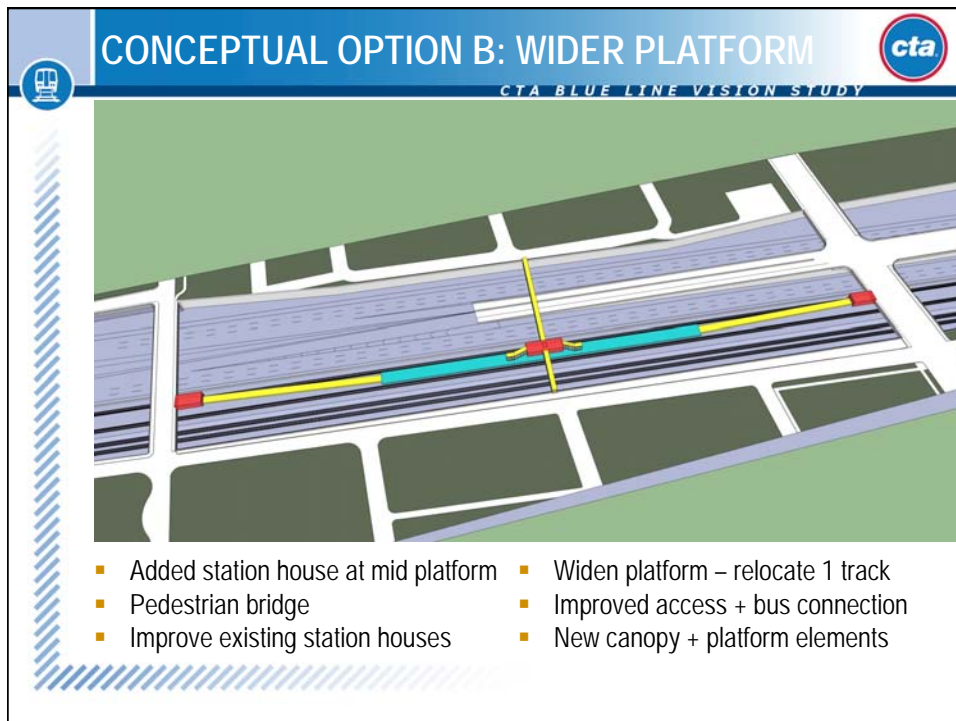 CONCEPTUAL OPTION B: WIDER PLATFORM
cta
CTA BLUE LINE VISION STUDY
Added station house at mid platform
Pedestrian bridge
Improve existing station houses
Widen platform – relocate 1 track
Improved access + bus connection
New canopy + platform elements